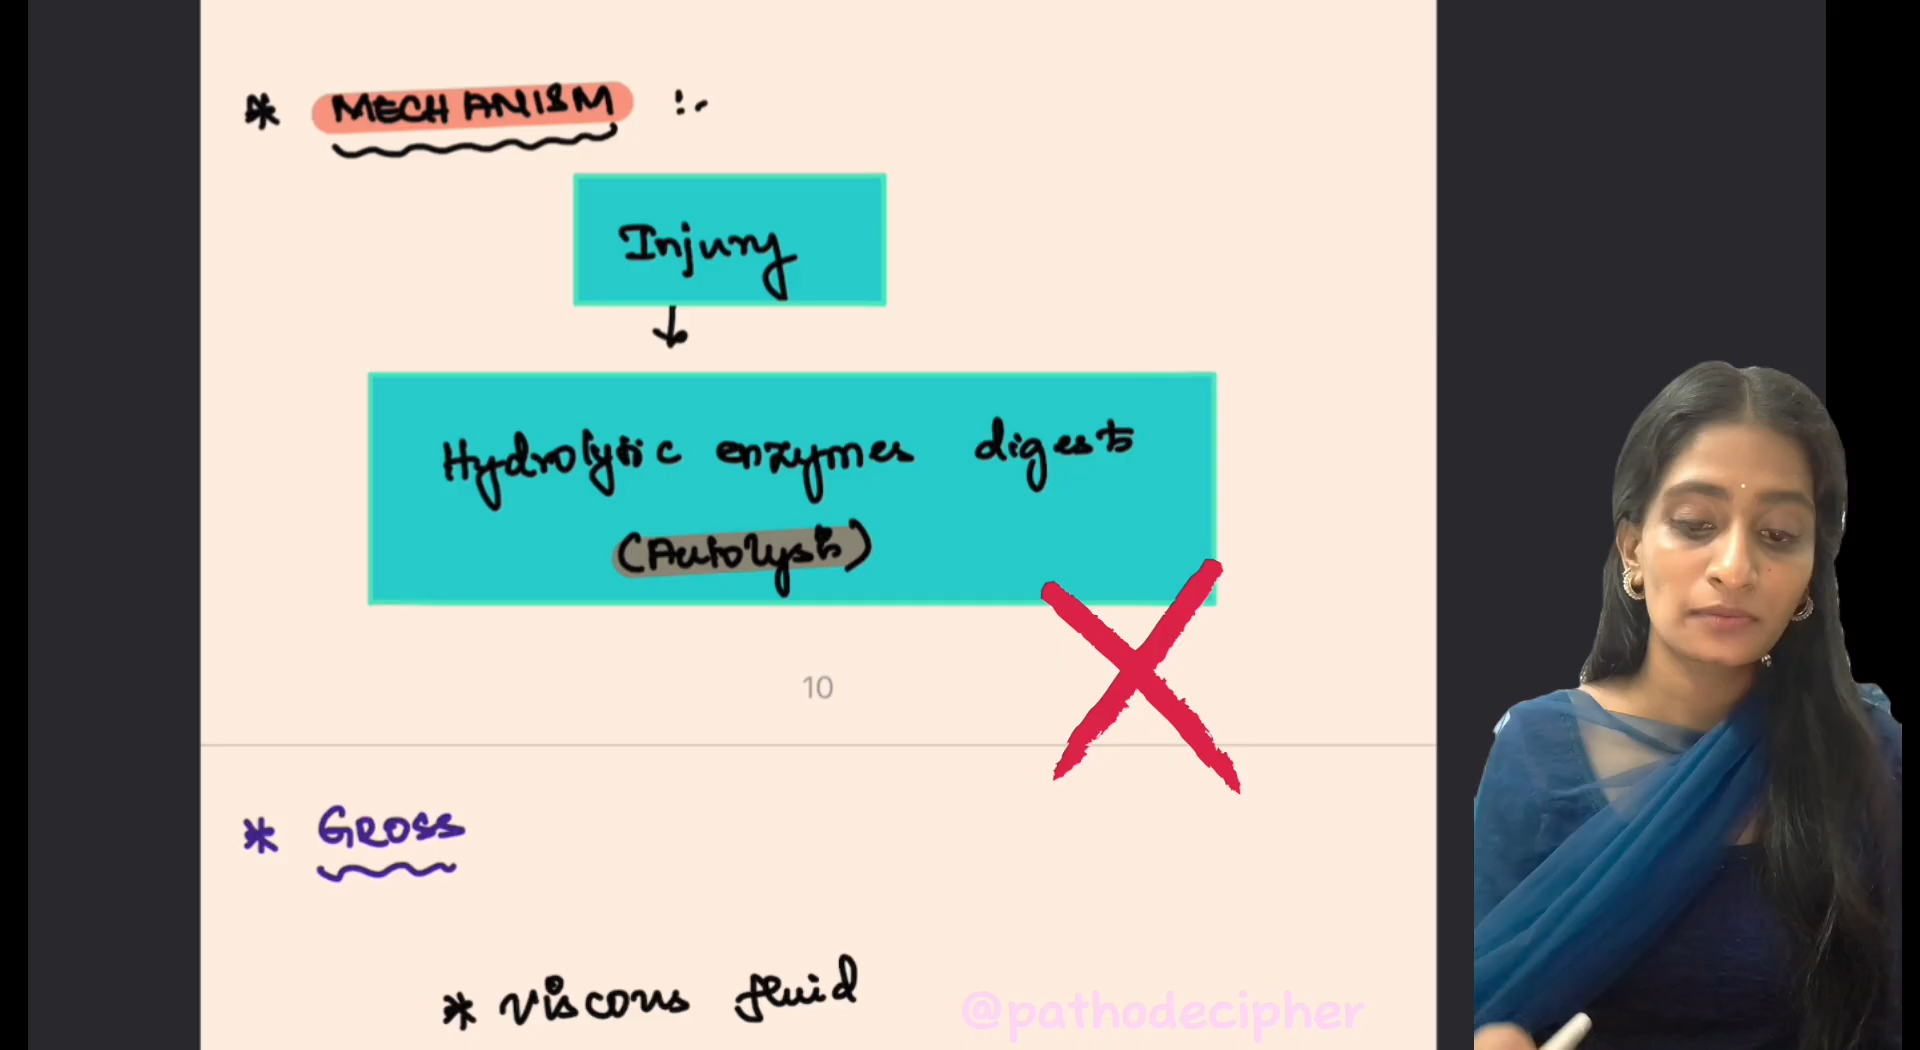 * MECHANISM :-
Injury
↓
Hydrolytic enzymes digests
(Autolysis)
10
* GROSS
* viscous fluid
@pathodecipher